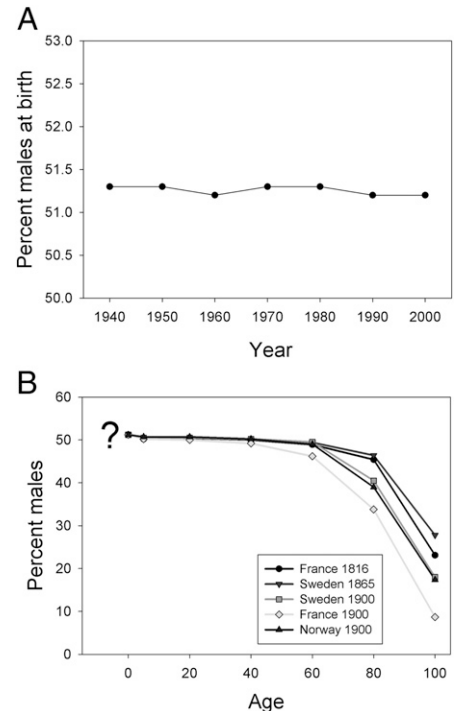 A
Percent males at birth
53.0
52.5
52.0
51.5
51.0
50.5
50.0
1940 1950 1960 1970 1980 1990 2000
Year
B
Percent males
60
50
40
30
20
10
0
?
France 1816
Sweden 1865
Sweden 1900
France 1900
Norway 1900
0 20 40 60 80 100
Age